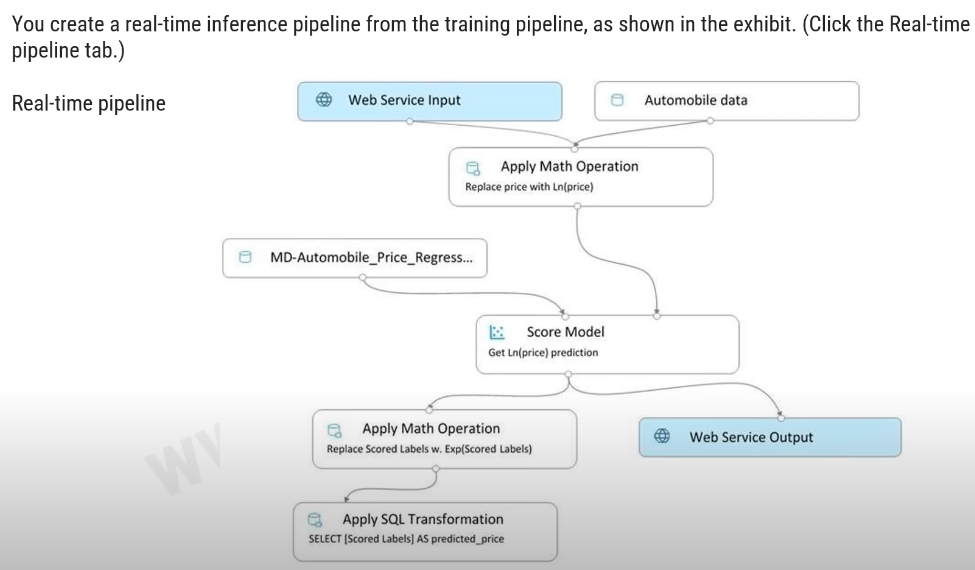 You create a real-time inference pipeline from the training pipeline, as shown in the exhibit. (Click the Real-time
pipeline tab.)
Real-time pipeline
Web Service Input
Automobile data
Apply Math Operation
Replace price with Ln(price)
MD-Automobile_Price_Regress...
Score Model
Get Ln(price) prediction
Apply Math Operation
Replace Scored Labels w. Exp(Scored Labels)
Web Service Output
Apply SQL Transformation
SELECT [Scored Labels] AS predicted_price